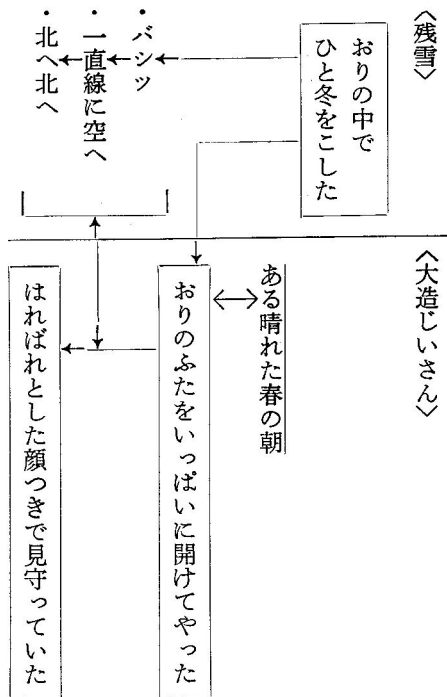 〈残雪〉
おりの中で
ひと冬をこした
・バシッ
・一直線に空へ
・北へ北へ
〈大造じいさん〉
ある晴れた春の朝
おりのふたをいっぱいに開けてやった
はればれとした顔つきで見守っていた